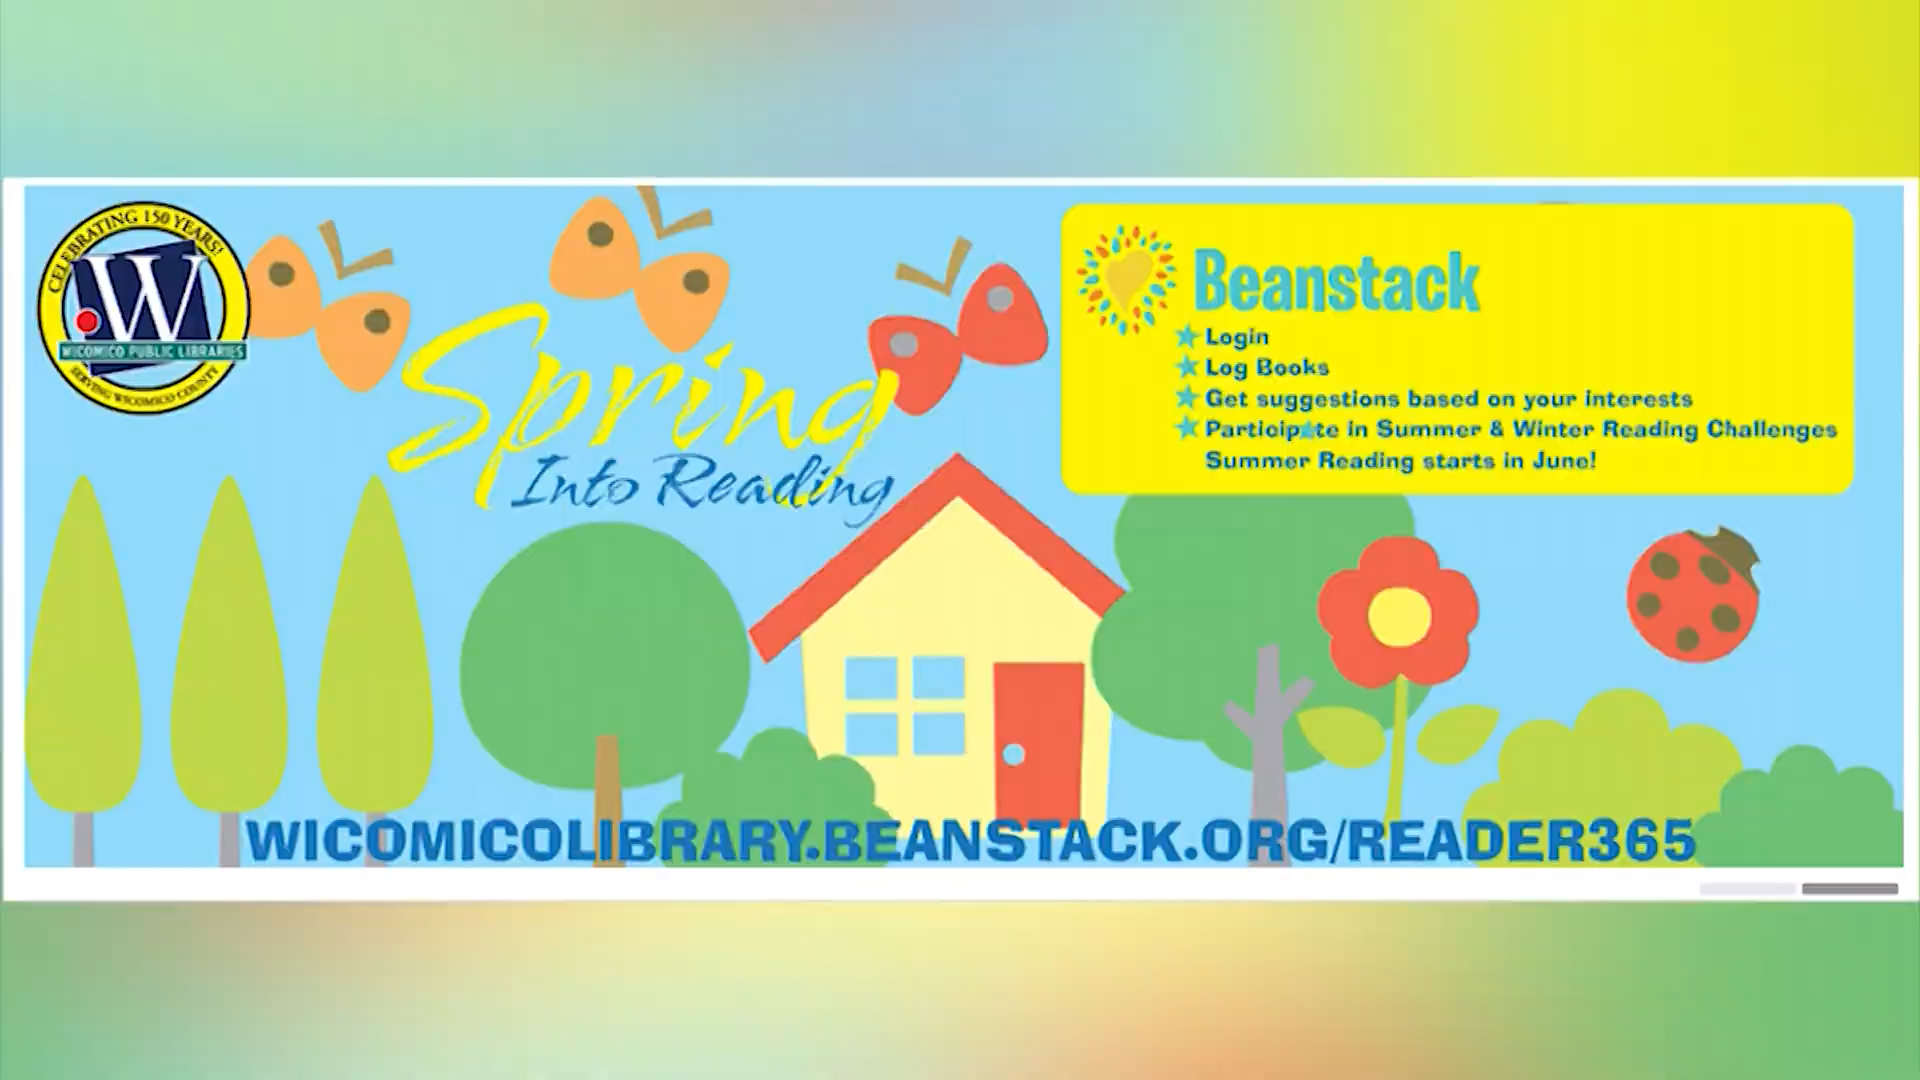 CELEBRATING 150 YEARS!
W
WICOMICO PUBLIC LIBRARIES
SERVING WICOMICO COUNTY
Spring
Into Reading
Beanstack
Login
Log Books
Get suggestions based on your interests
Participate in Summer & Winter Reading Challenges
Summer Reading starts in June!
WICOMICOLIBRARY.BEANSTACK.ORG/READER365